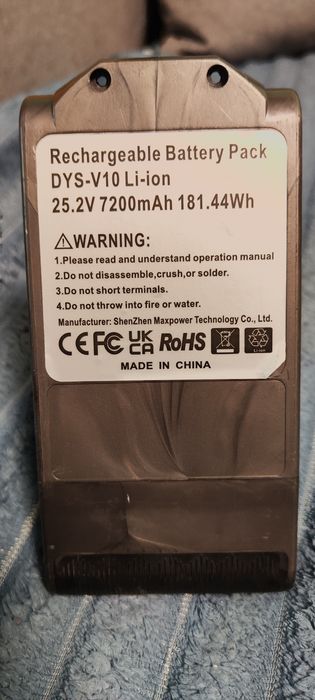 Rechargeable Battery Pack
DYS-V10 Li-ion
25.2V 7200mAh 181.44Wh
⚠WARNING:
1.Please read and understand operation manual
2.Do not disassemble,crush,or solder.
3.Do not short terminals.
4.Do not throw into fire or water.
Manufacturer: ShenZhen Maxpower Technology Co., Ltd.
CE FC UK CA RoHS Li-ion
MADE IN CHINA